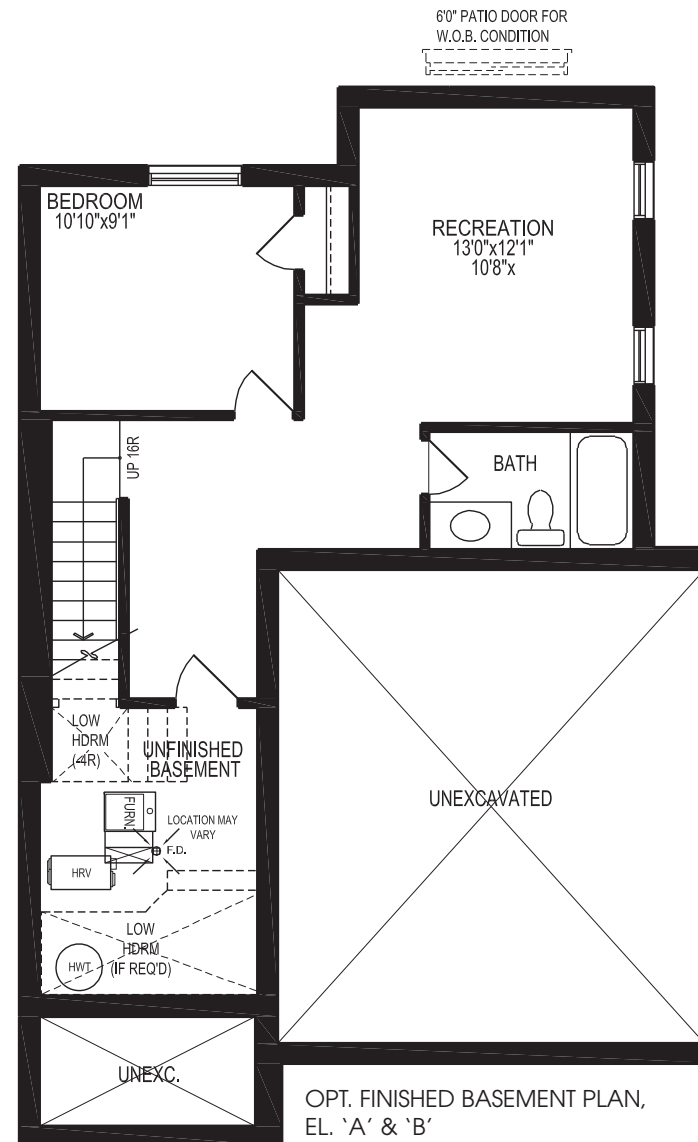 6'0" PATIO DOOR FOR
W.O.B. CONDITION
BEDROOM
10'10"x9'1"
RECREATION
13'0"x12'1"
10'8"x
UP 16R
BATH
LOW
HDRM
(-4R)
UNFINISHED
BASEMENT
UNEXCAVATED
FURN.
LOCATION MAY
VARY
F.D.
HRV
LOW
HDRM
(IF REQ'D)
HWT
UNEXC.
OPT. FINISHED BASEMENT PLAN,
EL. ‵A′ & ‵B′